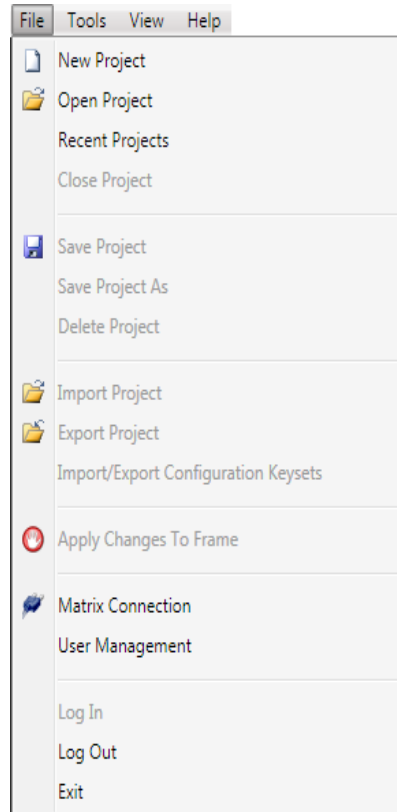 File Tools View Help
New Project
Open Project
Recent Projects
Close Project
Save Project
Save Project As
Delete Project
Import Project
Export Project
Import/Export Configuration Keysets
Apply Changes To Frame
Matrix Connection
User Management
Log In
Log Out
Exit